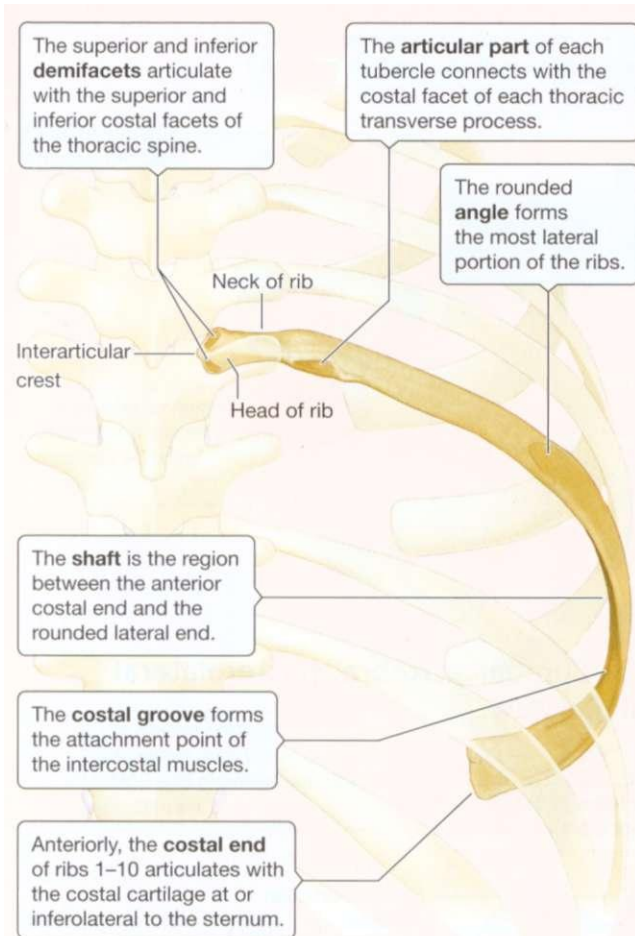 The superior and inferior
demifacets articulate
with the superior and
inferior costal facets of
the thoracic spine.
The articular part of each
tubercle connects with the
costal facet of each thoracic
transverse process.
The rounded
angle forms
the most lateral
portion of the ribs.
Neck of rib
Interarticular
crest
Head of rib
The shaft is the region
between the anterior
costal end and the
rounded lateral end.
The costal groove forms
the attachment point of
the intercostal muscles.
Anteriorly, the costal end
of ribs 1–10 articulates with
the costal cartilage at or
inferolateral to the sternum.